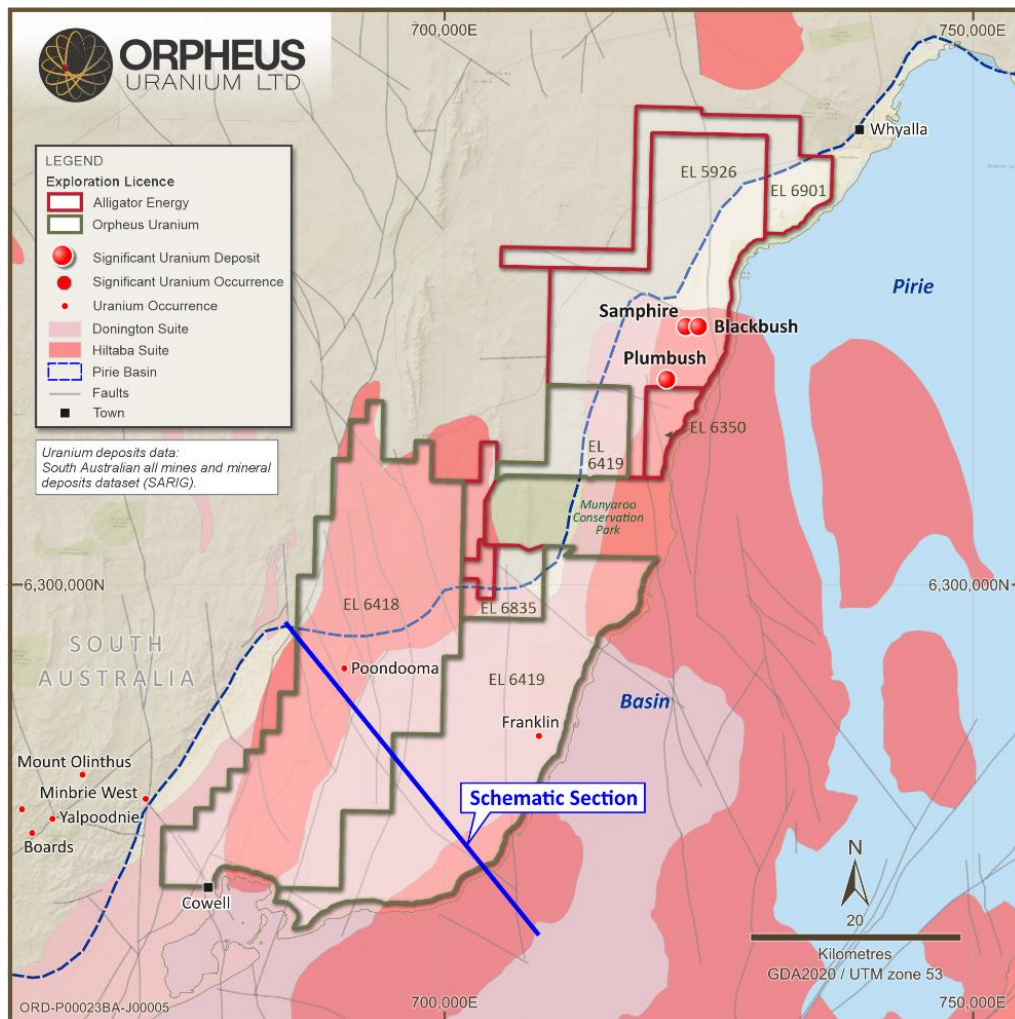 700,000E
750,000E
ORPHEUS
URANIUM LTD
Whyalla
LEGEND
Exploration Licence
Alligator Energy
Orpheus Uranium
Significant Uranium Deposit
Significant Uranium Occurrence
Uranium Occurrence
Donington Suite
Hiltaba Suite
Pirie Basin
Faults
Town
Uranium deposits data:
South Australian all mines and mineral
deposits dataset (SARIG).
EL 5926
EL 6901
Pirie
Samphire
Blackbush
Plumbush
EL 6350
EL
6419
Munyaroo
Conservation
Park
6,300,000N
6,300,000N
EL 6418
EL 6835
SOUTH
AUSTRALIA
Poondooma
EL 6419
Basin
Franklin
Mount Olinthus
Minbrie West
Yalpoodnie
Boards
Schematic Section
Cowell
N
20
Kilometres
GDA2020 / UTM zone 53
ORD-P00023BA-J00005
700,000E
750,000E